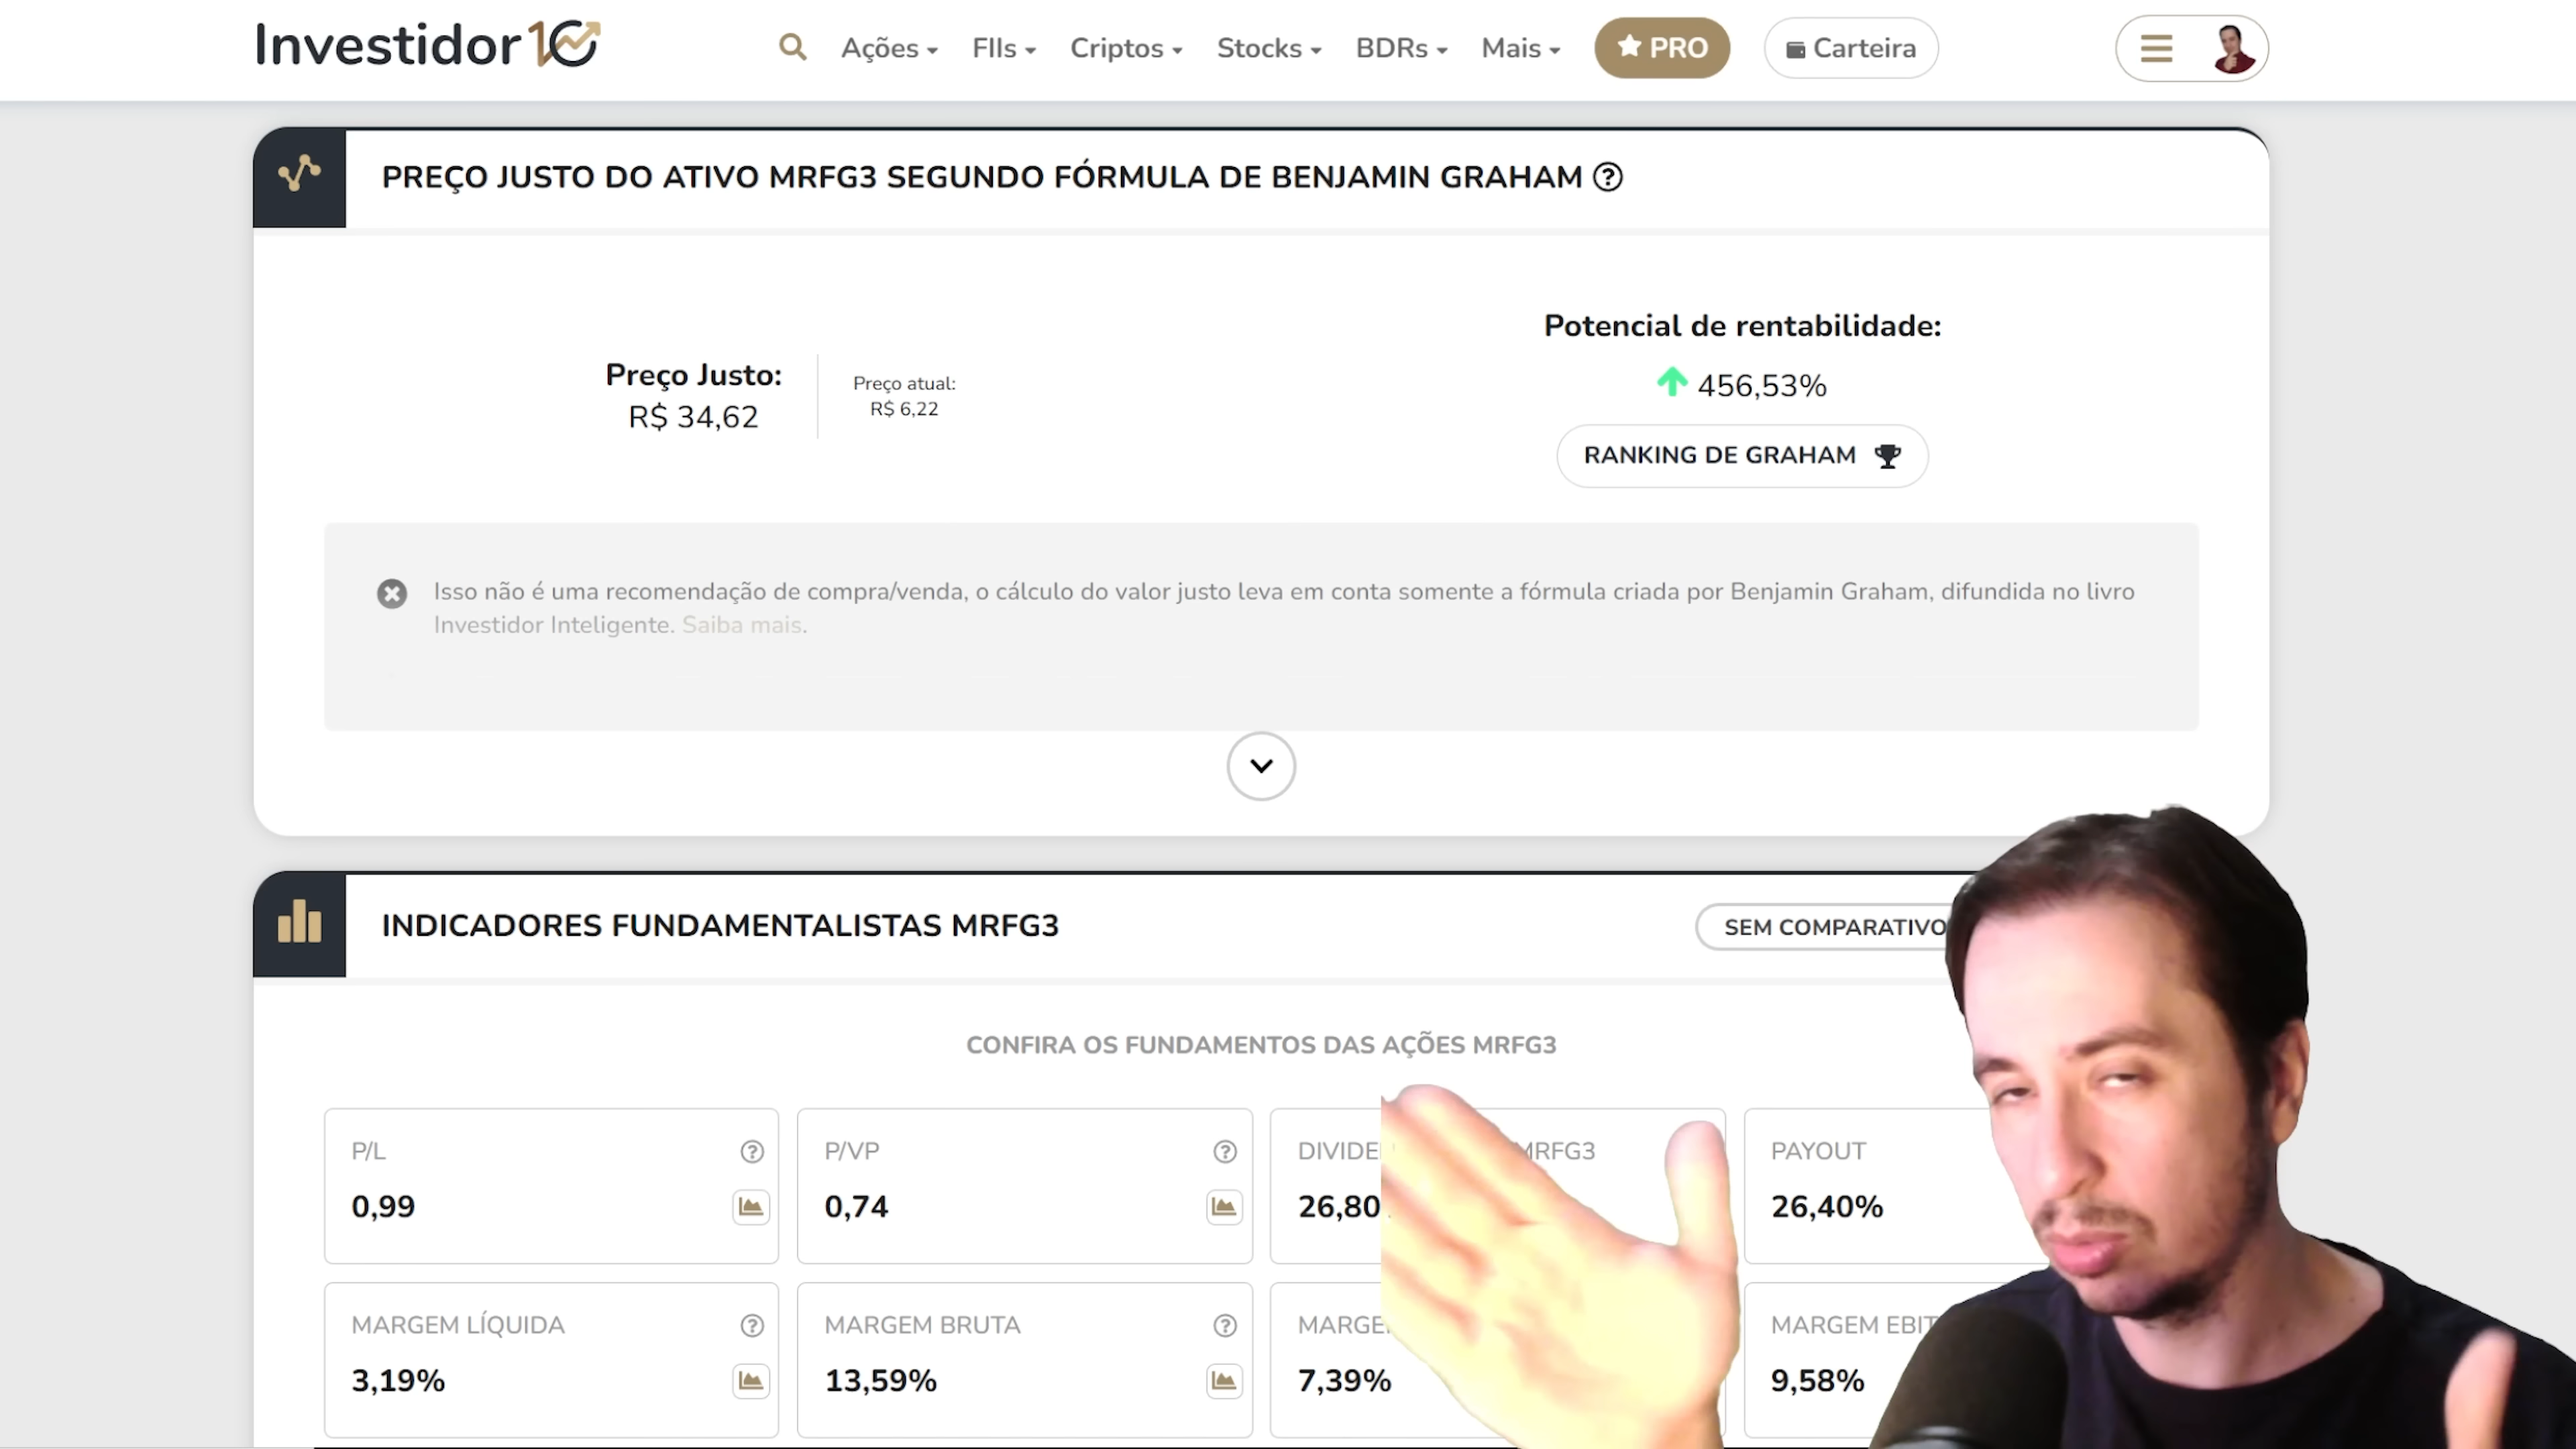 Investidor10
Ações FIIs Criptos Stocks BDRs Mais PRO Carteira
PREÇO JUSTO DO ATIVO MRFG3 SEGUNDO FÓRMULA DE BENJAMIN GRAHAM ?
Potencial de rentabilidade:
456,53%
Preço Justo:
R$ 34,62
Preço atual:
R$ 6,22
RANKING DE GRAHAM
Isso não é uma recomendação de compra/venda, o cálculo do valor justo leva em conta somente a fórmula criada por Benjamin Graham, difundida no livro
Investidor Inteligente. Saiba mais.
INDICADORES FUNDAMENTALISTAS MRFG3
SEM COMPARATIVO
CONFIRA OS FUNDAMENTOS DAS AÇÕES MRFG3
P/L ?
0,99
P/VP ?
0,74
MRFG3
26,80
PAYOUT
26,40%
MARGEM LÍQUIDA ?
3,19%
MARGEM BRUTA ?
13,59%
7,39%
MARGEM EBIT
9,58%